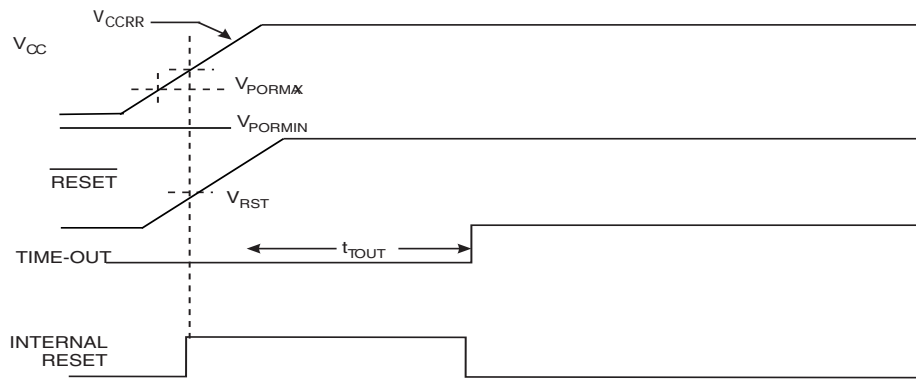 VCCRR
VCC
VPORMAX
VPORMIN
RESET
VRST
tTOUT
TIME-OUT
INTERNAL
RESET